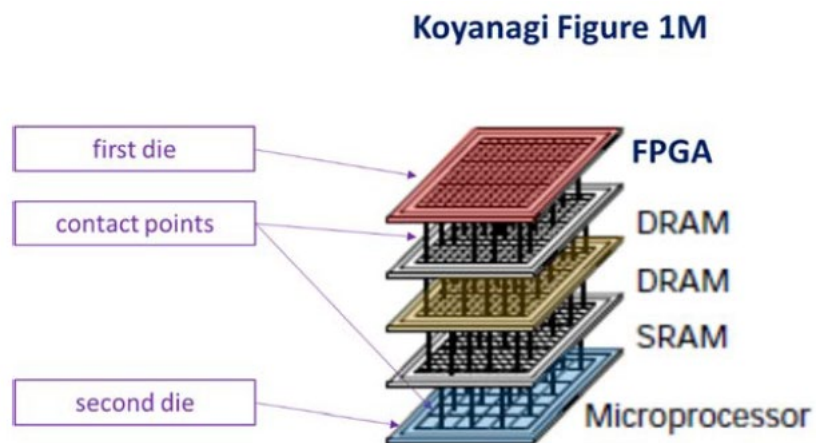 Koyanagi Figure 1M
first die
FPGA
contact points
DRAM
DRAM
SRAM
second die
Microprocessor